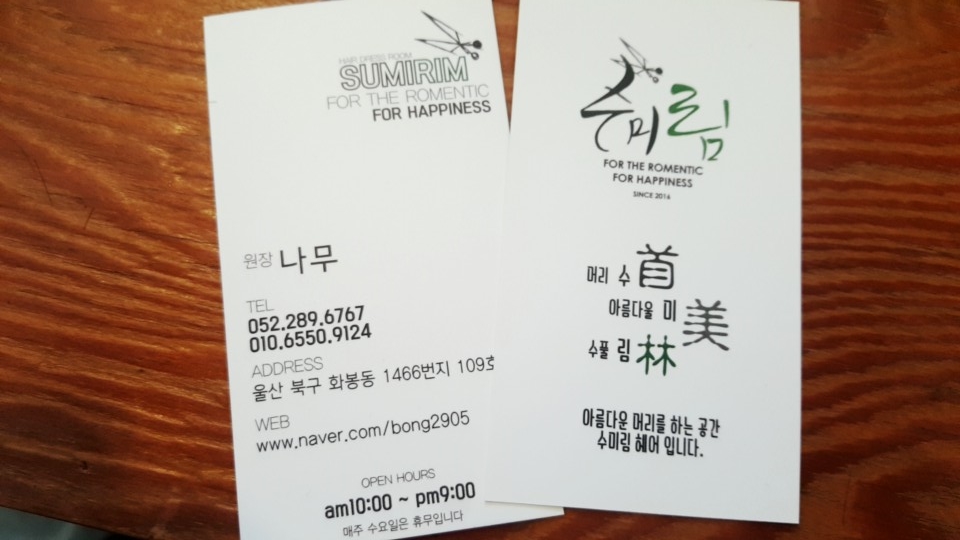 HAIR DRESS ROOM
SUMIRIM
FOR THE ROMENTIC
FOR HAPPINESS
원장 나무
TEL
052.289.6767
010.6550.9124
ADDRESS
울산 북구 화봉동 1466번지 109호
WEB
www.naver.com/bong2905
OPEN HOURS
am10:00 ~ pm9:00
매주 수요일은 휴무입니다
수미림
FOR THE ROMENTIC
FOR HAPPINESS
SINCE 2016
머리 수 首
아름다울 미 美
수풀 림 林
아름다운 머리를 하는 공간
수미림 헤어 입니다.